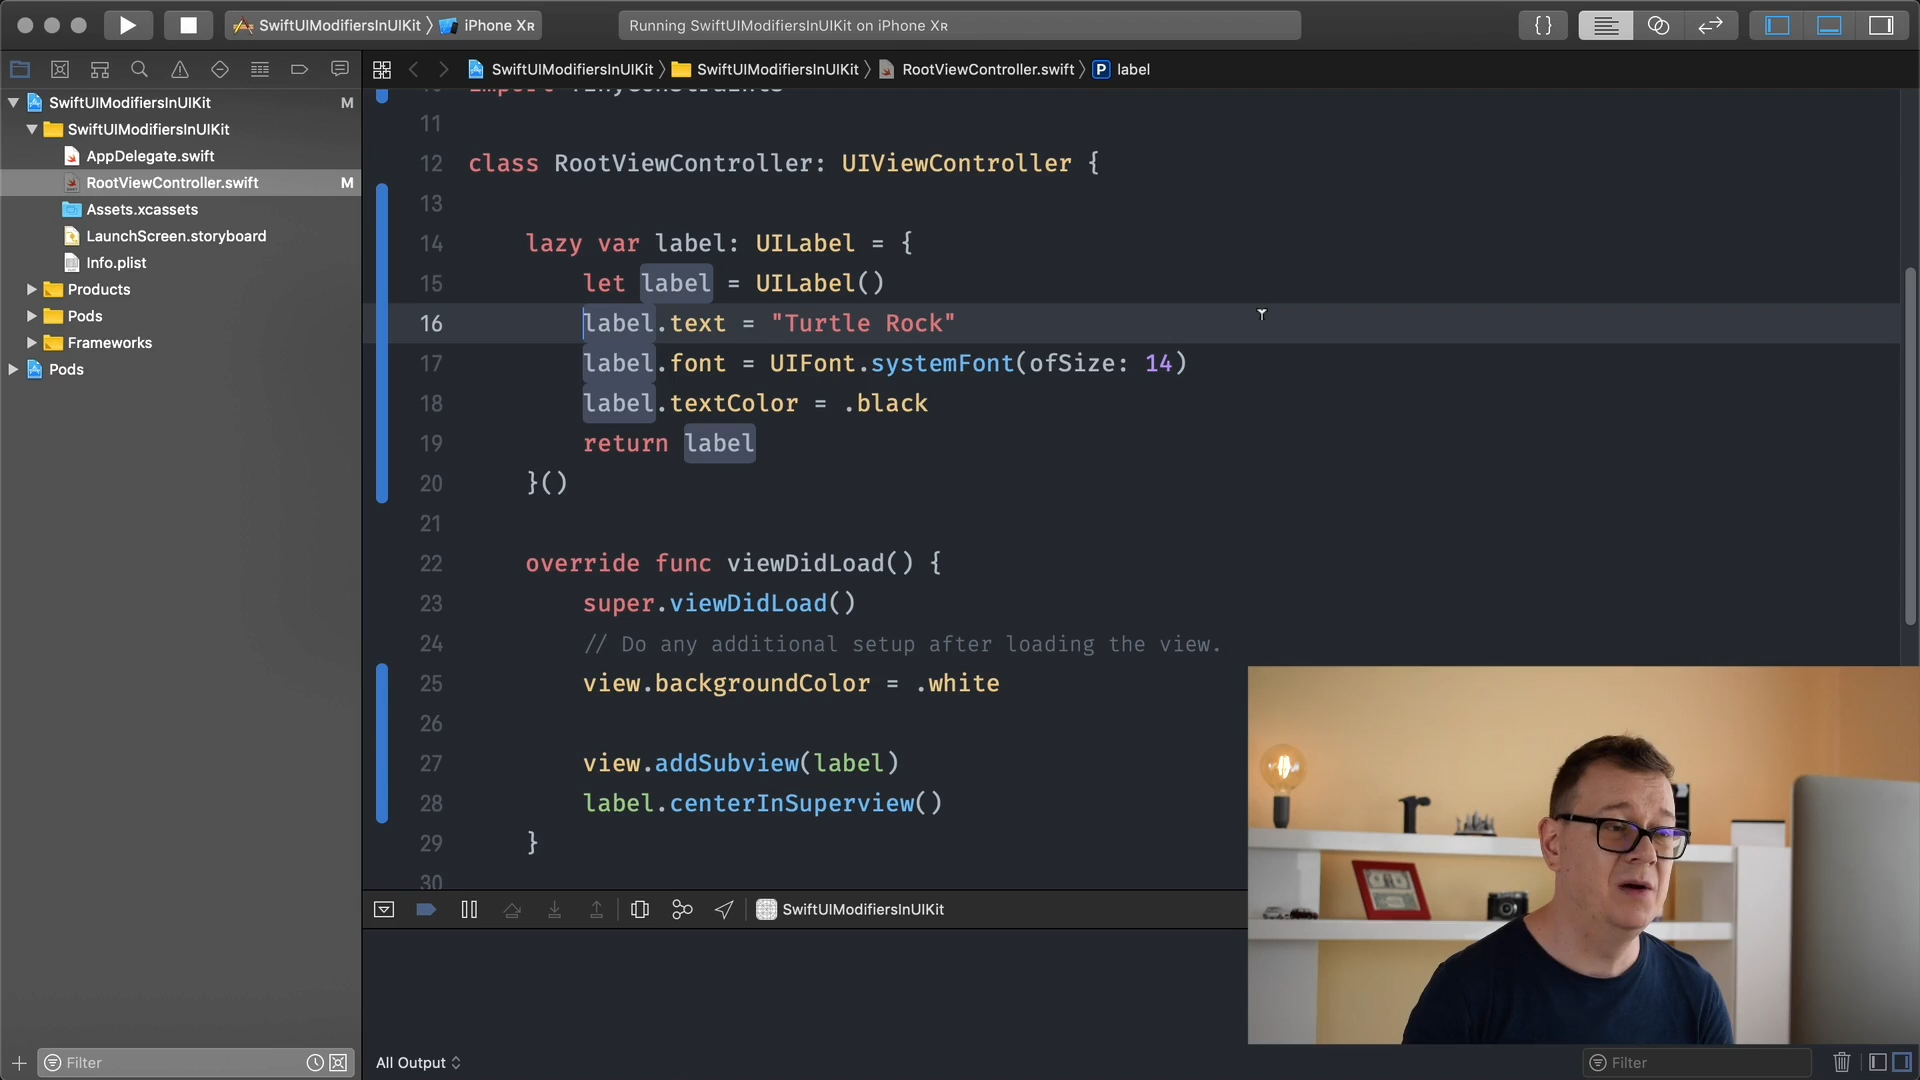 SwiftUIModifiersInUIKit 〉 iPhone Xʀ
Running SwiftUIModifiersInUIKit on iPhone Xʀ
SwiftUIModifiersInUIKit 〉 SwiftUIModifiersInUIKit 〉 RootViewController.swift 〉 P label
SwiftUIModifiersInUIKit M
SwiftUIModifiersInUIKit
AppDelegate.swift
RootViewController.swift M
Assets.xcassets
LaunchScreen.storyboard
Info.plist
Products
Pods
Frameworks
Pods
10 import TinyConstraints
11
12 class RootViewController: UIViewController {
13
14 lazy var label: UILabel = {
15 let label = UILabel()
16 label.text = "Turtle Rock"
17 label.font = UIFont.systemFont(ofSize: 14)
18 label.textColor = .black
19 return label
20 }()
21
22 override func viewDidLoad() {
23 super.viewDidLoad()
24 // Do any additional setup after loading the view.
25 view.backgroundColor = .white
26
27 view.addSubview(label)
28 label.centerInSuperview()
29 }
30
SwiftUIModifiersInUIKit
Filter
All Output
Filter